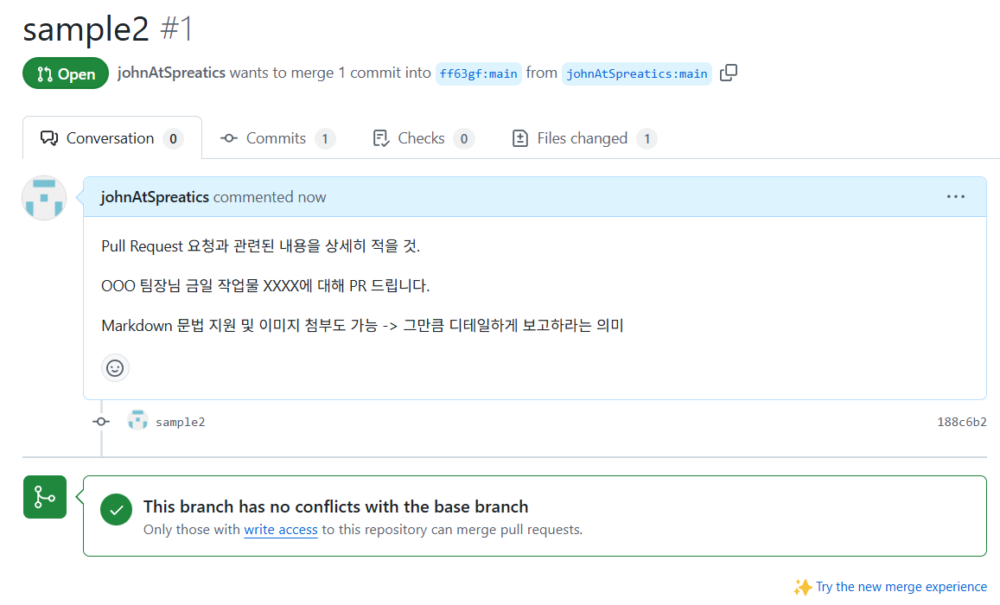 sample2 #1
Open johnAtSpreatics wants to merge 1 commit into ff63gf:main from johnAtSpreatics:main
Conversation 0 Commits 1 Checks 0 Files changed 1
johnAtSpreatics commented now
Pull Request 요청과 관련된 내용을 상세히 적을 것.
OOO 팀장님 금일 작업물 XXXX에 대해 PR 드립니다.
Markdown 문법 지원 및 이미지 첨부도 가능 -> 그만큼 디테일하게 보고하라는 의미
sample2 188c6b2
This branch has no conflicts with the base branch
Only those with write access to this repository can merge pull requests.
Try the new merge experience